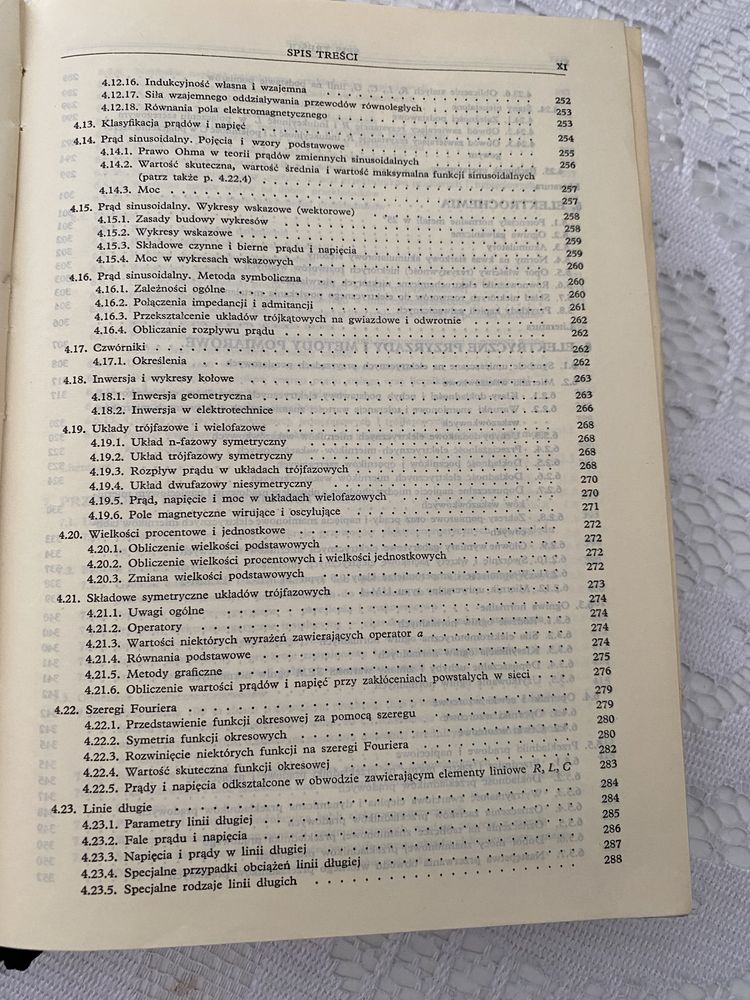 SPIS TREŚCI XI
4.12.16. Indukcyjność własna i wzajemna . . . 252
4.12.17. Siła wzajemnego oddziaływania przewodów równoległych . . . 253
4.12.18. Równania pola elektromagnetycznego . . . 253
4.13. Klasyfikacja prądów i napięć . . . 254
4.14. Prąd sinusoidalny. Pojęcia i wzory podstawowe . . . 255
4.14.1. Prawo Ohma w teorii prądów zmiennych sinusoidalnych . . . 256
4.14.2. Wartość skuteczna, wartość średnia i wartość maksymalna funkcji sinusoidalnych
(patrz także p. 4.22.4) . . . 257
4.14.3. Moc . . . 257
4.15. Prąd sinusoidalny. Wykresy wskazowe (wektorowe) . . . 258
4.15.1. Zasady budowy wykresów . . . 258
4.15.2. Wykresy wskazowe . . . 259
4.15.3. Składowe czynne i bierne prądu i napięcia . . . 259
4.15.4. Moc w wykresach wskazowych . . . 260
4.16. Prąd sinusoidalny. Metoda symboliczna . . . 260
4.16.1. Zależności ogólne . . . 260
4.16.2. Połączenia impedancji i admitancji . . . 261
4.16.3. Przekształcenie układów trójkątowych na gwiazdowe i odwrotnie . . . 262
4.16.4. Obliczanie rozpływu prądu . . . 262
4.17. Czwórniki . . . 262
4.17.1. Określenia . . . 262
4.18. Inwersja i wykresy kołowe . . . 263
4.18.1. Inwersja geometryczna . . . 263
4.18.2. Inwersja w elektrotechnice . . . 266
4.19. Układy trójfazowe i wielofazowe . . . 268
4.19.1. Układ n-fazowy symetryczny . . . 268
4.19.2. Układ trójfazowy symetryczny . . . 268
4.19.3. Rozpływ prądu w układach trójfazowych . . . 268
4.19.4. Układ dwufazowy niesymetryczny . . . 270
4.19.5. Prąd, napięcie i moc w układach wielofazowych . . . 270
4.19.6. Pole magnetyczne wirujące i oscylujące . . . 271
4.20. Wielkości procentowe i jednostkowe . . . 272
4.20.1. Obliczenie wielkości podstawowych . . . 272
4.20.2. Obliczenie wielkości procentowych i wielkości jednostkowych . . . 272
4.20.3. Zmiana wielkości podstawowych . . . 272
4.21. Składowe symetryczne układów trójfazowych . . . 273
4.21.1. Uwagi ogólne . . . 274
4.21.2. Operatory . . . 274
4.21.3. Wartości niektórych wyrażeń zawierających operator a . . . 274
4.21.4. Równania podstawowe . . . 274
4.21.5. Metody graficzne . . . 275
4.21.6. Obliczenie wartości prądów i napięć przy zakłóceniach powstałych w sieci . . . 276
4.22. Szeregi Fouriera . . . 279
4.22.1. Przedstawienie funkcji okresowej za pomocą szeregu . . . 279
4.22.2. Symetria funkcji okresowych . . . 280
4.22.3. Rozwinięcie niektórych funkcji na szeregi Fouriera . . . 280
4.22.4. Wartość skuteczna funkcji okresowej . . . 282
4.22.5. Prądy i napięcia odkształcone w obwodzie zawierającym elementy liniowe R, L, C 283
4.23. Linie długie . . . 284
4.23.1. Parametry linii długiej . . . 284
4.23.2. Fale prądu i napięcia . . . 285
4.23.3. Napięcia i prądy w linii długiej . . . 286
4.23.4. Specjalne przypadki obciążeń linii długiej . . . 287
4.23.5. Specjalne rodzaje linii długich . . . 288